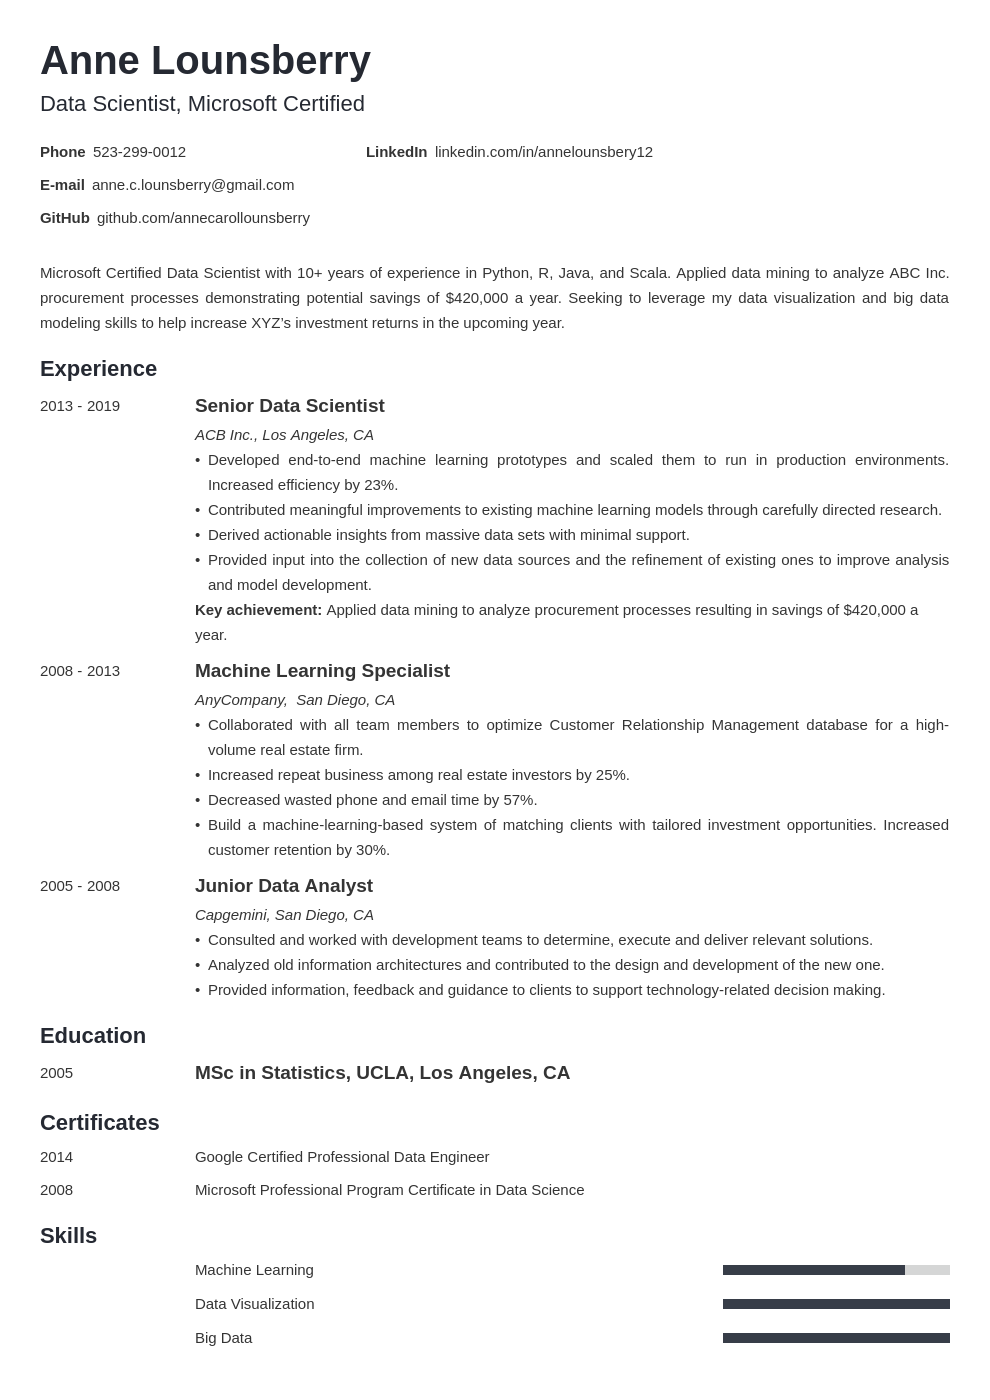 Anne Lounsberry
Data Scientist, Microsoft Certified
Phone 523-299-0012
LinkedIn linkedin.com/in/annelounsbery12
E-mail anne.c.lounsberry@gmail.com
GitHub github.com/annecarollounsberry
Microsoft Certified Data Scientist with 10+ years of experience in Python, R, Java, and Scala. Applied data mining to analyze ABC Inc.
procurement processes demonstrating potential savings of $420,000 a year. Seeking to leverage my data visualization and big data
modeling skills to help increase XYZ’s investment returns in the upcoming year.
Experience
2013 - 2019
Senior Data Scientist
ACB Inc., Los Angeles, CA
• Developed end-to-end machine learning prototypes and scaled them to run in production environments.
Increased efficiency by 23%.
• Contributed meaningful improvements to existing machine learning models through carefully directed research.
• Derived actionable insights from massive data sets with minimal support.
• Provided input into the collection of new data sources and the refinement of existing ones to improve analysis
and model development.
Key achievement: Applied data mining to analyze procurement processes resulting in savings of $420,000 a
year.
2008 - 2013
Machine Learning Specialist
AnyCompany,  San Diego, CA
• Collaborated with all team members to optimize Customer Relationship Management database for a high-
volume real estate firm.
• Increased repeat business among real estate investors by 25%.
• Decreased wasted phone and email time by 57%.
• Build a machine-learning-based system of matching clients with tailored investment opportunities. Increased
customer retention by 30%.
2005 - 2008
Junior Data Analyst
Capgemini, San Diego, CA
• Consulted and worked with development teams to determine, execute and deliver relevant solutions.
• Analyzed old information architectures and contributed to the design and development of the new one.
• Provided information, feedback and guidance to clients to support technology-related decision making.
Education
2005
MSc in Statistics, UCLA, Los Angeles, CA
Certificates
2014
Google Certified Professional Data Engineer
2008
Microsoft Professional Program Certificate in Data Science
Skills
Machine Learning
Data Visualization
Big Data